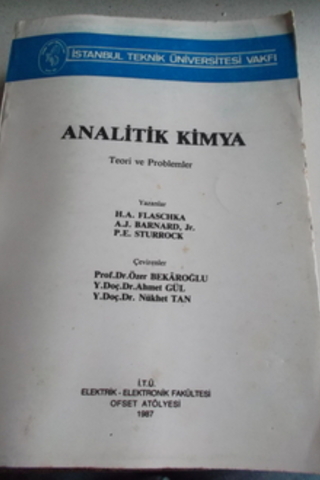 İSTANBUL TEKNİK ÜNİVERSİTESİ VAKFI
ANALİTİK KİMYA
Teori ve Problemler
Yazanlar
H.A. FLASCHKA
A.J. BARNARD, Jr.
P.E. STURROCK
Çevirenler
Prof.Dr.Özer BEKÂROĞLU
Y.Doç.Dr.Ahmet GÜL
Y.Doç.Dr. Nükhet TAN
İ.T.Ü.
ELEKTRİK - ELEKTRONİK FAKÜLTESİ
OFSET ATÖLYESİ
1987